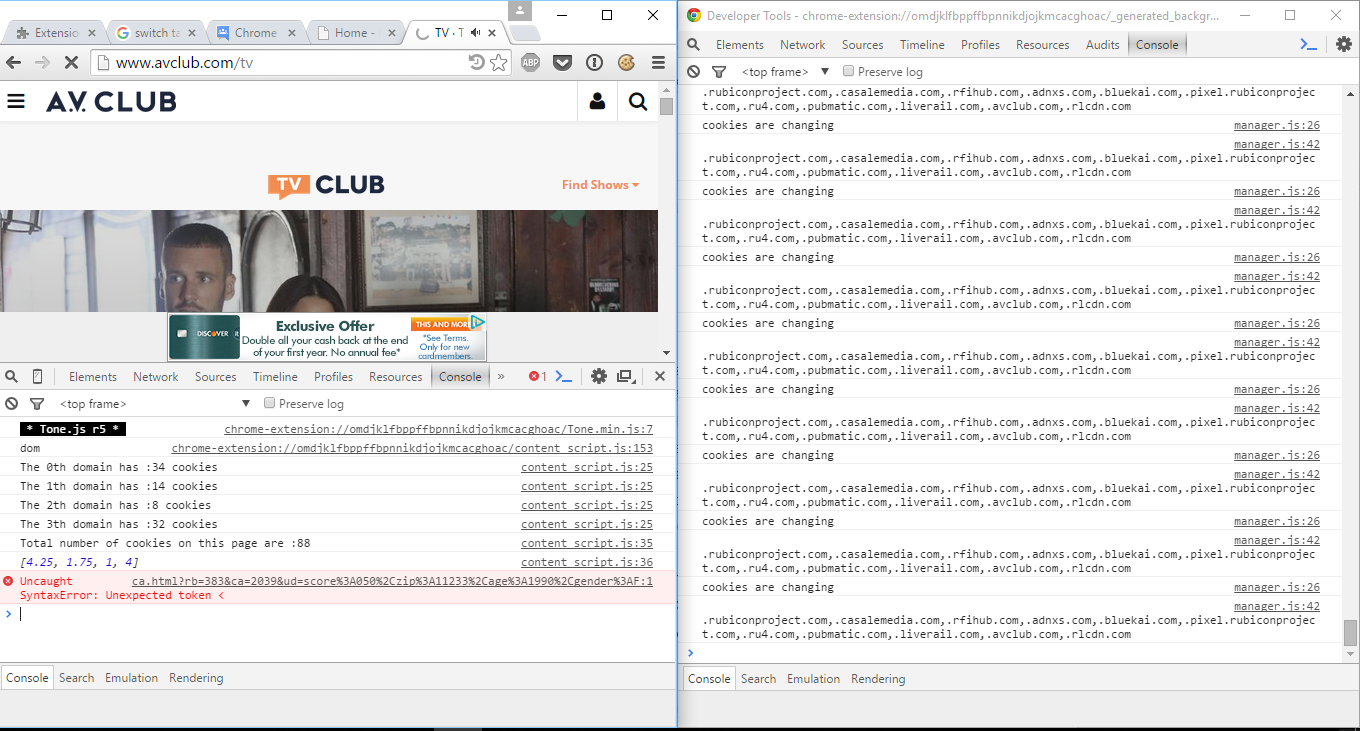 Extensio
switch ta
Chrome
Home -
TV · T
www.avclub.com/tv
ABP
A.V. CLUB
TV CLUB
Find Shows
DISCOVER
Exclusive Offer
Double all your cash back at the end
of your first year. No annual fee*
THIS AND MOR
*See Terms.
Only for new
cardmembers.
Elements Network Sources Timeline Profiles Resources Console » 1
<top frame> Preserve log
* Tone.js r5 * chrome-extension://omdjklfbppffbpnnikdjojkmcacghoac/Tone.min.js:7
dom chrome-extension://omdjklfbppffbpnnikdjojkmcacghoac/content_script.js:153
The 0th domain has :34 cookies content_script.js:25
The 1th domain has :14 cookies content_script.js:25
The 2th domain has :8 cookies content_script.js:25
The 3th domain has :32 cookies content_script.js:25
Total number of cookies on this page are :88 content_script.js:35
[4.25, 1.75, 1, 4] content_script.js:36
Uncaught ca.html?rb=383&ca=2039&ud=score%3A050%2Czip%3A11233%2Cage%3A1990%2Cgender%3AF:1
SyntaxError: Unexpected token <
>
Console Search Emulation Rendering
Developer Tools - chrome-extension://omdjklfbppffbpnnikdjojkmcacghoac/_generated_backgr...
Elements Network Sources Timeline Profiles Resources Audits Console
<top frame> Preserve log
.rubiconproject.com,.casalemedia.com,.rfihub.com,.adnxs.com,.bluekai.com,.pixel.rubiconprojec
t.com,.ru4.com,.pubmatic.com,.liverail.com,.avclub.com,.rlcdn.com
cookies are changing manager.js:26
manager.js:42
.rubiconproject.com,.casalemedia.com,.rfihub.com,.adnxs.com,.bluekai.com,.pixel.rubiconprojec
t.com,.ru4.com,.pubmatic.com,.liverail.com,.avclub.com,.rlcdn.com
cookies are changing manager.js:26
manager.js:42
.rubiconproject.com,.casalemedia.com,.rfihub.com,.adnxs.com,.bluekai.com,.pixel.rubiconprojec
t.com,.ru4.com,.pubmatic.com,.liverail.com,.avclub.com,.rlcdn.com
cookies are changing manager.js:26
manager.js:42
.rubiconproject.com,.casalemedia.com,.rfihub.com,.adnxs.com,.bluekai.com,.pixel.rubiconprojec
t.com,.ru4.com,.pubmatic.com,.liverail.com,.avclub.com,.rlcdn.com
cookies are changing manager.js:26
manager.js:42
.rubiconproject.com,.casalemedia.com,.rfihub.com,.adnxs.com,.bluekai.com,.pixel.rubiconprojec
t.com,.ru4.com,.pubmatic.com,.liverail.com,.avclub.com,.rlcdn.com
cookies are changing manager.js:26
manager.js:42
.rubiconproject.com,.casalemedia.com,.rfihub.com,.adnxs.com,.bluekai.com,.pixel.rubiconprojec
t.com,.ru4.com,.pubmatic.com,.liverail.com,.avclub.com,.rlcdn.com
cookies are changing manager.js:26
manager.js:42
.rubiconproject.com,.casalemedia.com,.rfihub.com,.adnxs.com,.bluekai.com,.pixel.rubiconprojec
t.com,.ru4.com,.pubmatic.com,.liverail.com,.avclub.com,.rlcdn.com
cookies are changing manager.js:26
manager.js:42
.rubiconproject.com,.casalemedia.com,.rfihub.com,.adnxs.com,.bluekai.com,.pixel.rubiconprojec
t.com,.ru4.com,.pubmatic.com,.liverail.com,.avclub.com,.rlcdn.com
cookies are changing manager.js:26
manager.js:42
.rubiconproject.com,.casalemedia.com,.rfihub.com,.adnxs.com,.bluekai.com,.pixel.rubiconprojec
t.com,.ru4.com,.pubmatic.com,.liverail.com,.avclub.com,.rlcdn.com
>
Console Search Emulation Rendering